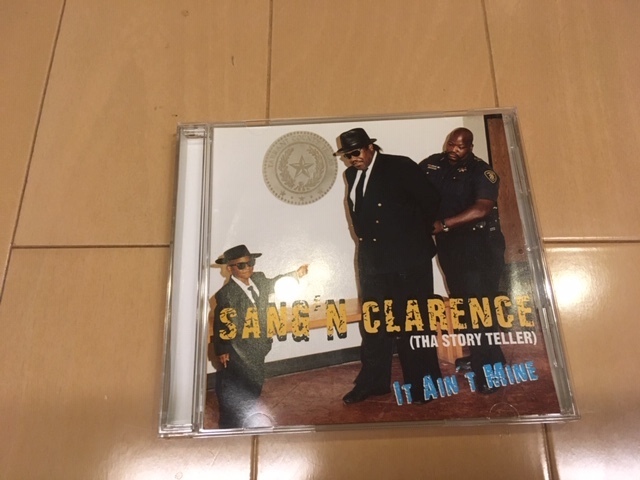 SANG'N CLARENCE
(THA STORY TELLER)
IT AIN'T MINE